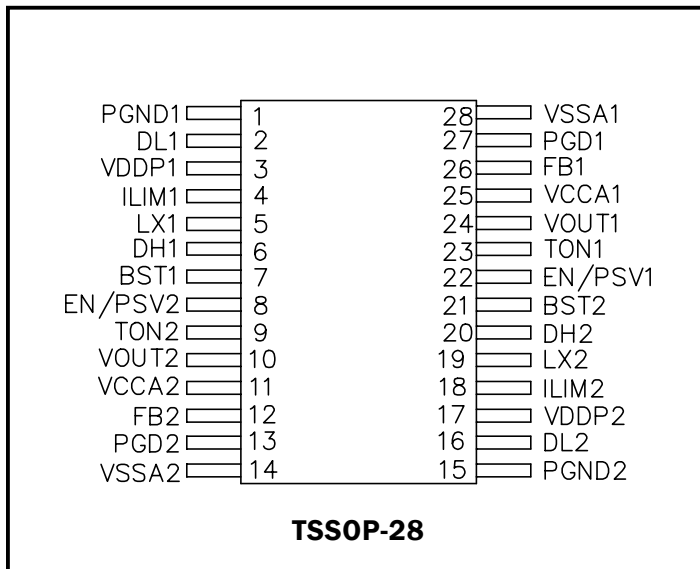 PGND1 1 28 VSSA1
DL1 2 27 PGD1
VDDP1 3 26 FB1
ILIM1 4 25 VCCA1
LX1 5 24 VOUT1
DH1 6 23 TON1
BST1 7 22 EN/PSV1
EN/PSV2 8 21 BST2
TON2 9 20 DH2
VOUT2 10 19 LX2
VCCA2 11 18 ILIM2
FB2 12 17 VDDP2
PGD2 13 16 DL2
VSSA2 14 15 PGND2
TSSOP-28